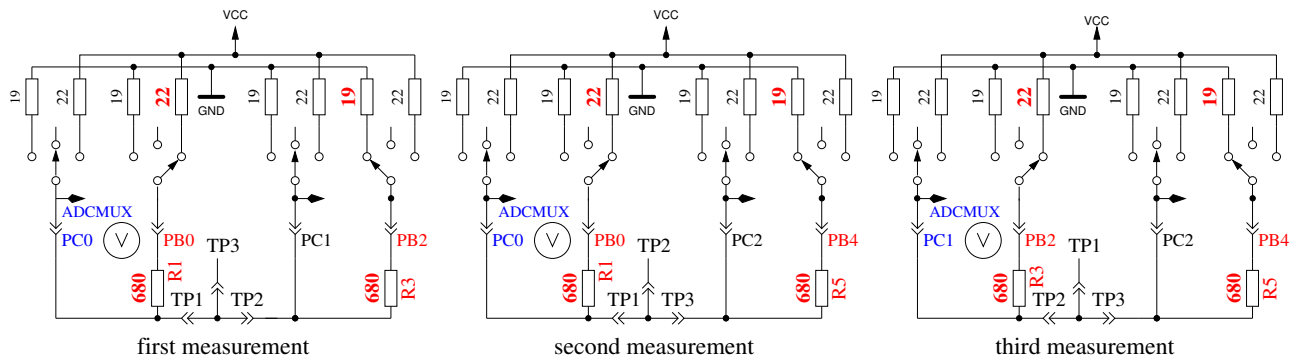 VCC VCC VCC
19 22 19 22 19 22 19 22
19 22 19 22 19 22 19 22
19 22 19 22 19 22 19 22
GND GND GND
ADCMUX ADCMUX ADCMUX
PC0 V PB0 TP3 PC1 PB2
PC0 V PB0 TP2 PC2 PB4
PC1 V PB2 TP1 PC2 PB4
680 R1 680 R3
680 R1 680 R5
680 R3 680 R5
TP1 TP2 TP1 TP3 TP2 TP3
first measurement second measurement third measurement